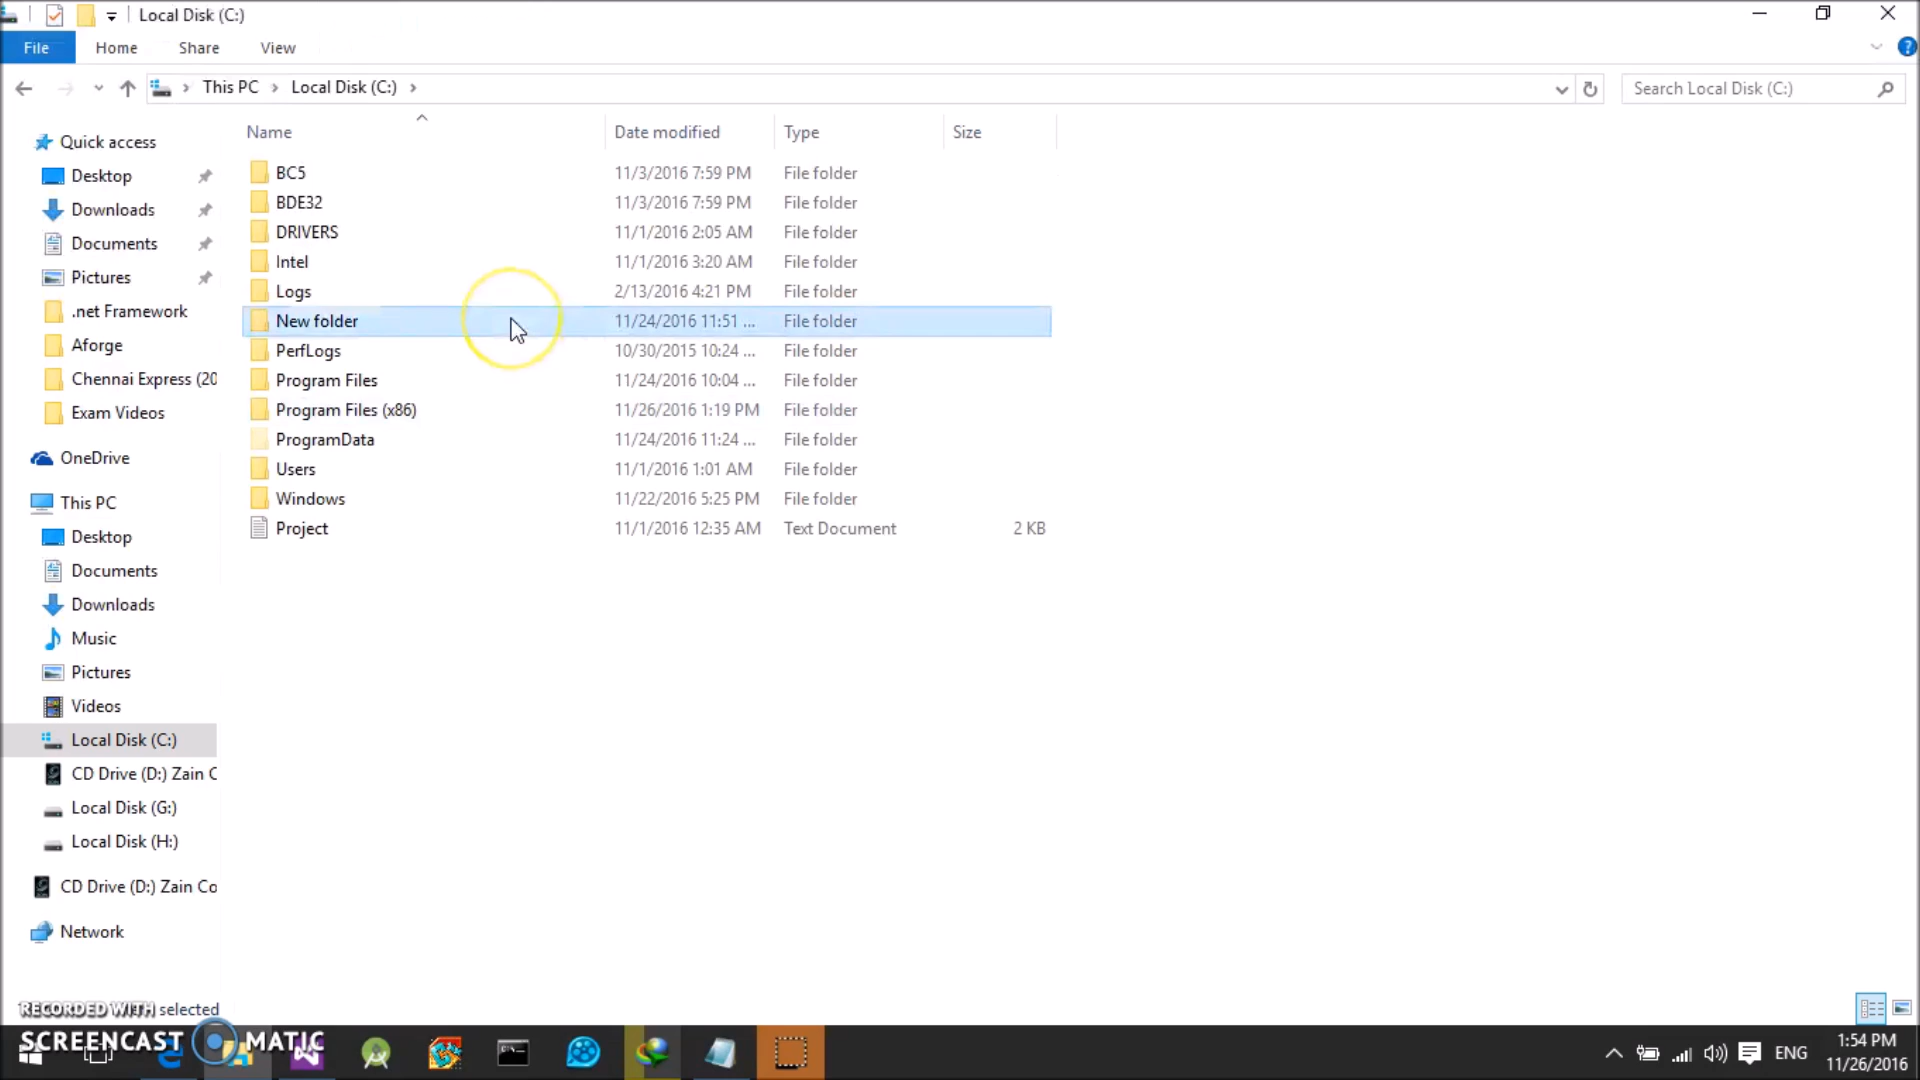 Local Disk (C:)
File Home Share View
This PC Local Disk (C:) Search Local Disk (C:)
Name Date modified Type Size
Quick access
Desktop
Downloads
Documents
Pictures
.net Framework
Aforge
Chennai Express (20
Exam Videos
OneDrive
This PC
Desktop
Documents
Downloads
Music
Pictures
Videos
Local Disk (C:)
CD Drive (D:) Zain C
Local Disk (G:)
Local Disk (H:)
CD Drive (D:) Zain Co
Network
BC5 11/3/2016 7:59 PM File folder
BDE32 11/3/2016 7:59 PM File folder
DRIVERS 11/1/2016 2:05 AM File folder
Intel 11/1/2016 3:20 AM File folder
Logs 2/13/2016 4:21 PM File folder
New folder 11/24/2016 11:51 ... File folder
PerfLogs 10/30/2015 10:24 ... File folder
Program Files 11/24/2016 10:04 ... File folder
Program Files (x86) 11/26/2016 1:19 PM File folder
ProgramData 11/24/2016 11:24 ... File folder
Users 11/1/2016 1:01 AM File folder
Windows 11/22/2016 5:25 PM File folder
Project 11/1/2016 12:35 AM Text Document 2 KB
RECORDED WITH selected
SCREENCAST MATIC
ENG 1:54 PM
11/26/2016